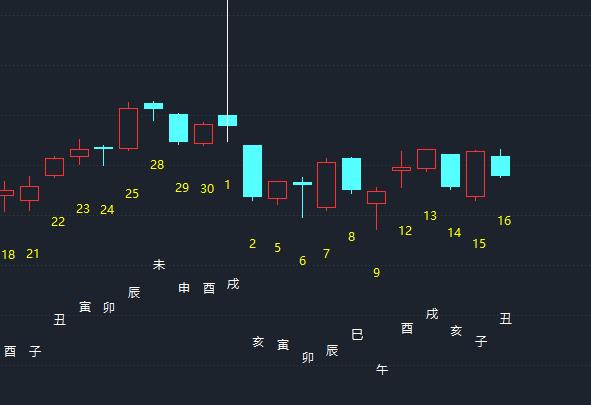 18 21 22 23 24 25 28 29 30 1 2 5 6 7 8 9 12 13 14 15 16
酉 子 丑 寅 卯 辰 未 申 酉 戌 亥 寅 卯 辰 巳 午 酉 戌 亥 子 丑